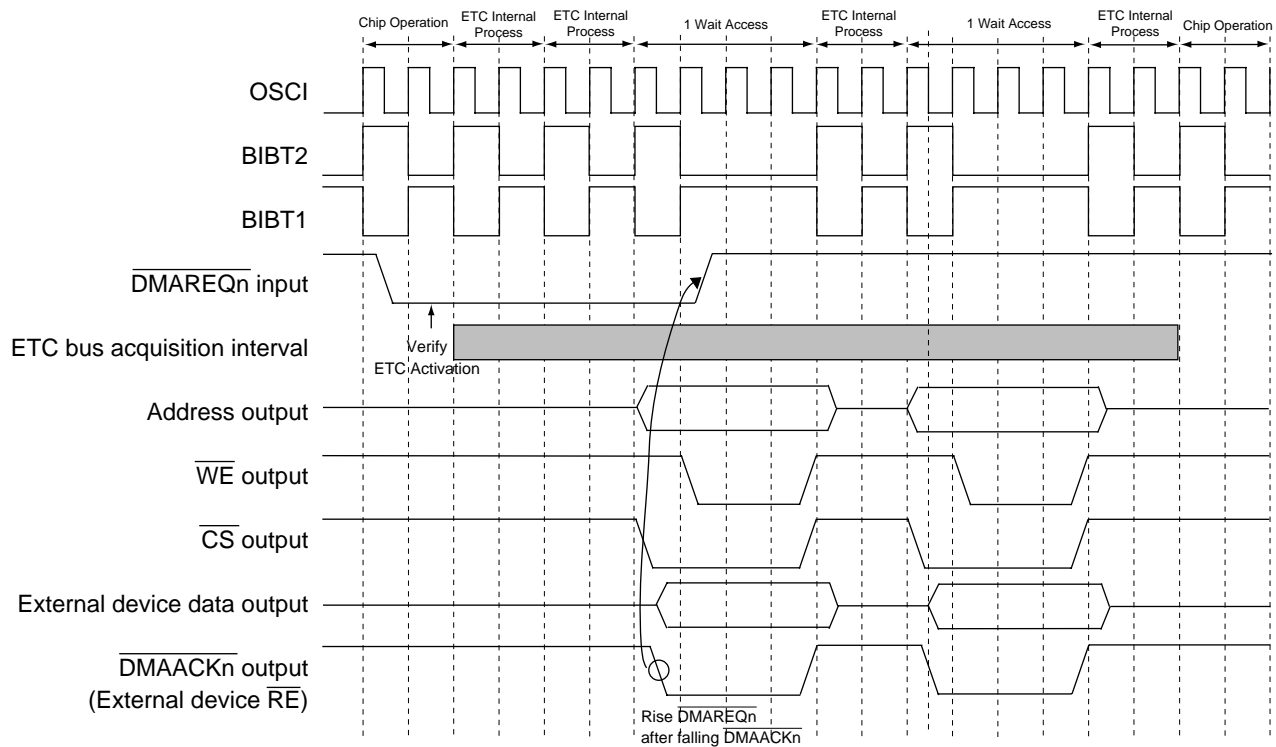 Chip Operation
ETC Internal
Process
ETC Internal
Process
1 Wait Access
ETC Internal
Process
1 Wait Access
ETC Internal
Process
Chip Operation
OSCI
BIBT2
BIBT1
DMAREQn input
Verify
ETC Activation
ETC bus acquisition interval
Address output
WE output
CS output
External device data output
DMAACKn output
(External device RE)
Rise DMAREQn
after falling DMAACKn